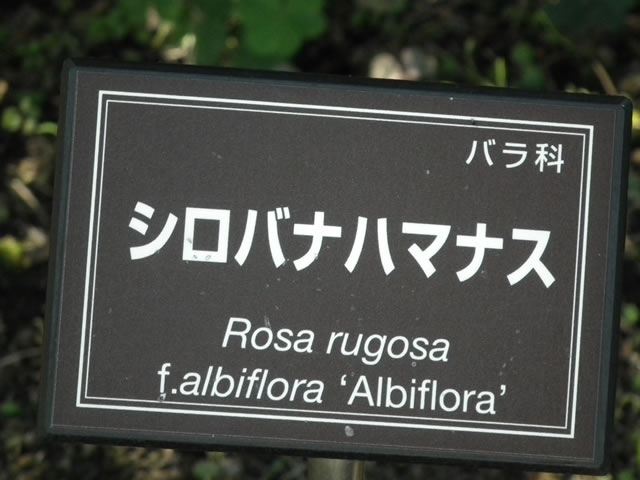 バラ科
シロバナハマナス
Rosa rugosa
f.albiflora ‘Albiflora’